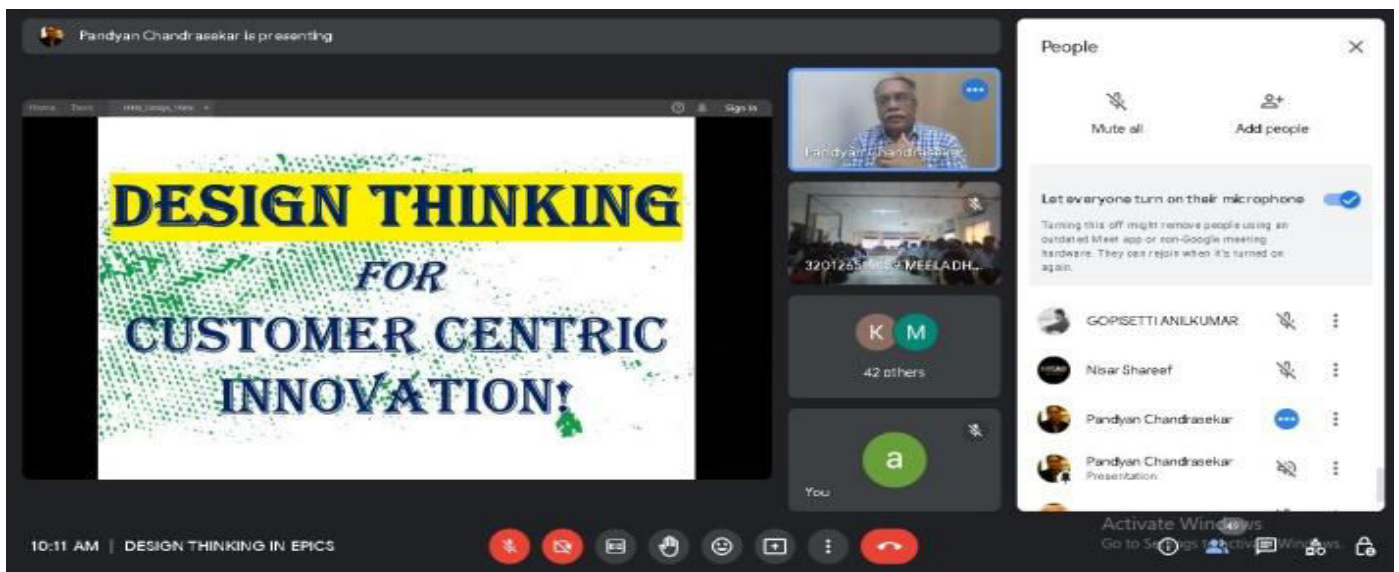 Pandyan Chandrasekar is presenting
People
Mute all
Add people
Home Tools
Sign In
DESIGN THINKING
FOR
CUSTOMER CENTRIC
INNOVATION!
Pandyan Chandrasekar
MEELADH...
K M
42 others
a
You
Let everyone turn on their microphone
Turning this off might remove people using an
outdated Meet app or non-Google meeting
hardware. They can rejoin when it's turned on
again.
GOPISETTI ANILKUMAR
Nisar Shareef
Pandyan Chandrasekar
Pandyan Chandrasekar
Presentation
10:11 AM | DESIGN THINKING IN EPICS
Activate Windows
Go to Settings to activate Windows.